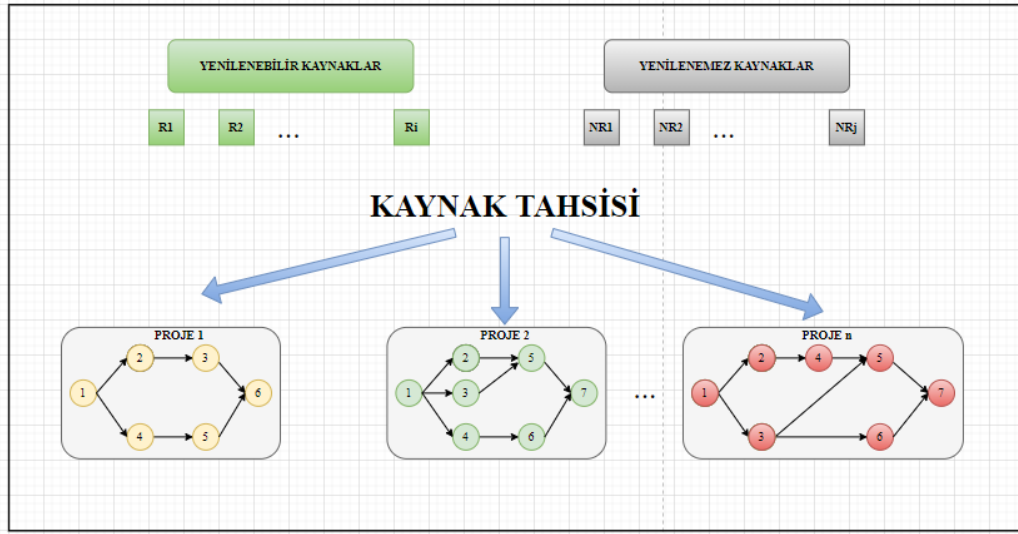 YENİLENEBİLİR KAYNAKLAR
YENİLENEMEZ KAYNAKLAR
R1 R2 ... Ri
NR1 NR2 ... NRj
KAYNAK TAHSİSİ
PROJE 1
1 2 3 4 5 6
PROJE 2
1 2 5 3 7 4 6
...
PROJE n
1 2 4 5 7 3 6